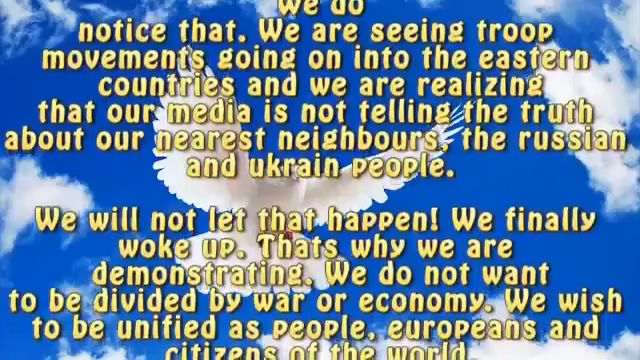 We do
notice that. We are seeing troop
movements going on into the eastern
countries and we are realizing
that our media is not telling the truth
about our nearest neighbours, the russian
and ukrain people.
We will not let that happen! We finally
woke up. Thats why we are
demonstrating. We do not want
to be divided by war or economy. We wish
to be unified as people, europeans and
citizens of the world